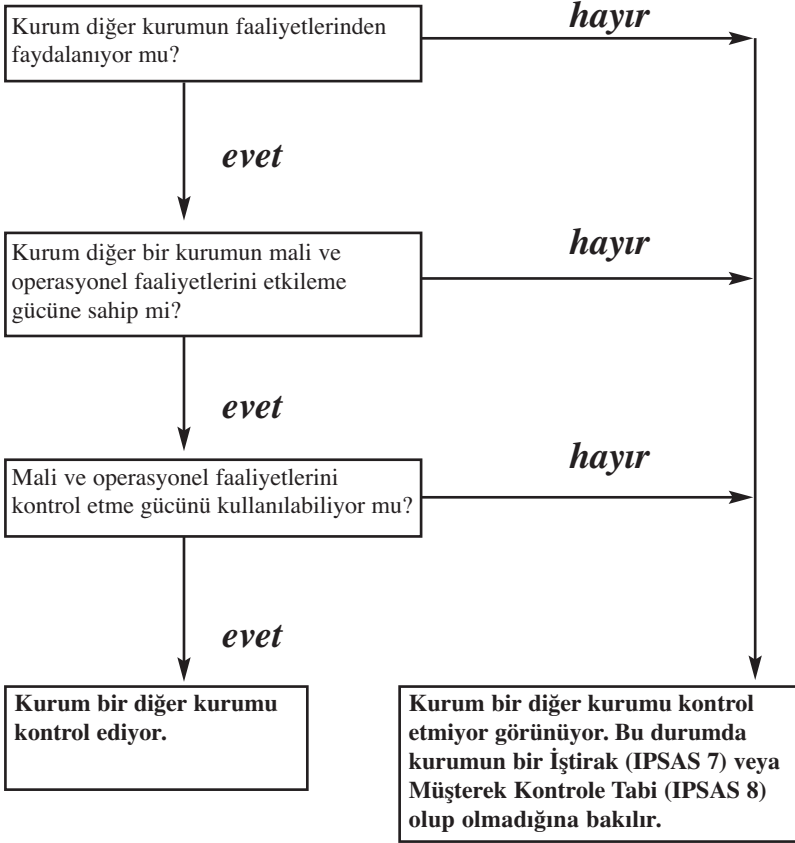 Kurum diğer kurumun faaliyetlerinden
faydalanıyor mu?
hayır
evet
Kurum diğer bir kurumun mali ve
operasyonel faaliyetlerini etkileme
gücüne sahip mi?
hayır
evet
Mali ve operasyonel faaliyetlerini
kontrol etme gücünü kullanılabiliyor mu?
hayır
evet
Kurum bir diğer kurumu
kontrol ediyor.
Kurum bir diğer kurumu kontrol
etmiyor görünüyor. Bu durumda
kurumun bir İştirak (IPSAS 7) veya
Müşterek Kontrole Tabi (IPSAS 8)
olup olmadığına bakılır.